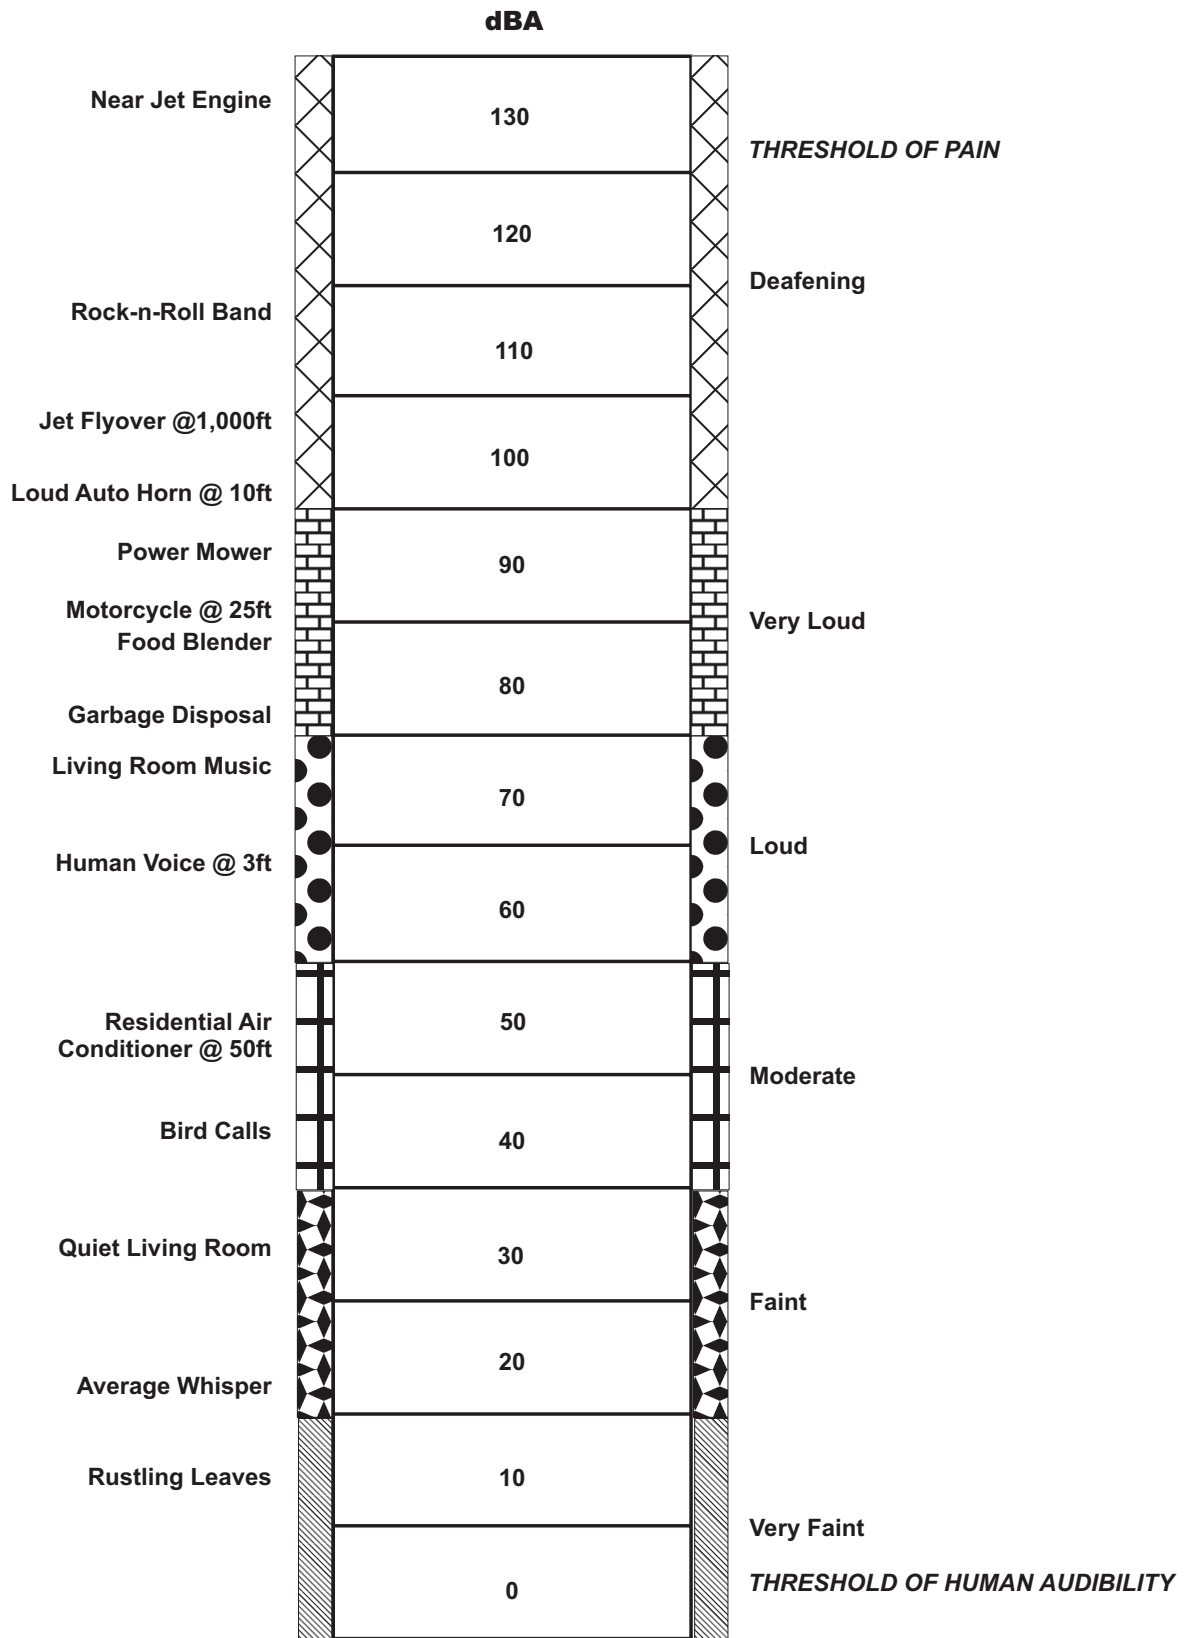 dBA
Near Jet Engine
130
THRESHOLD OF PAIN
120
Deafening
Rock-n-Roll Band
110
Jet Flyover @1,000ft
100
Loud Auto Horn @ 10ft
Power Mower
90
Motorcycle @ 25ft
Very Loud
Food Blender
80
Garbage Disposal
Living Room Music
70
Loud
Human Voice @ 3ft
60
50
Residential Air
Conditioner @ 50ft
Moderate
Bird Calls
40
Quiet Living Room
30
Faint
20
Average Whisper
Rustling Leaves
10
Very Faint
THRESHOLD OF HUMAN AUDIBILITY
0